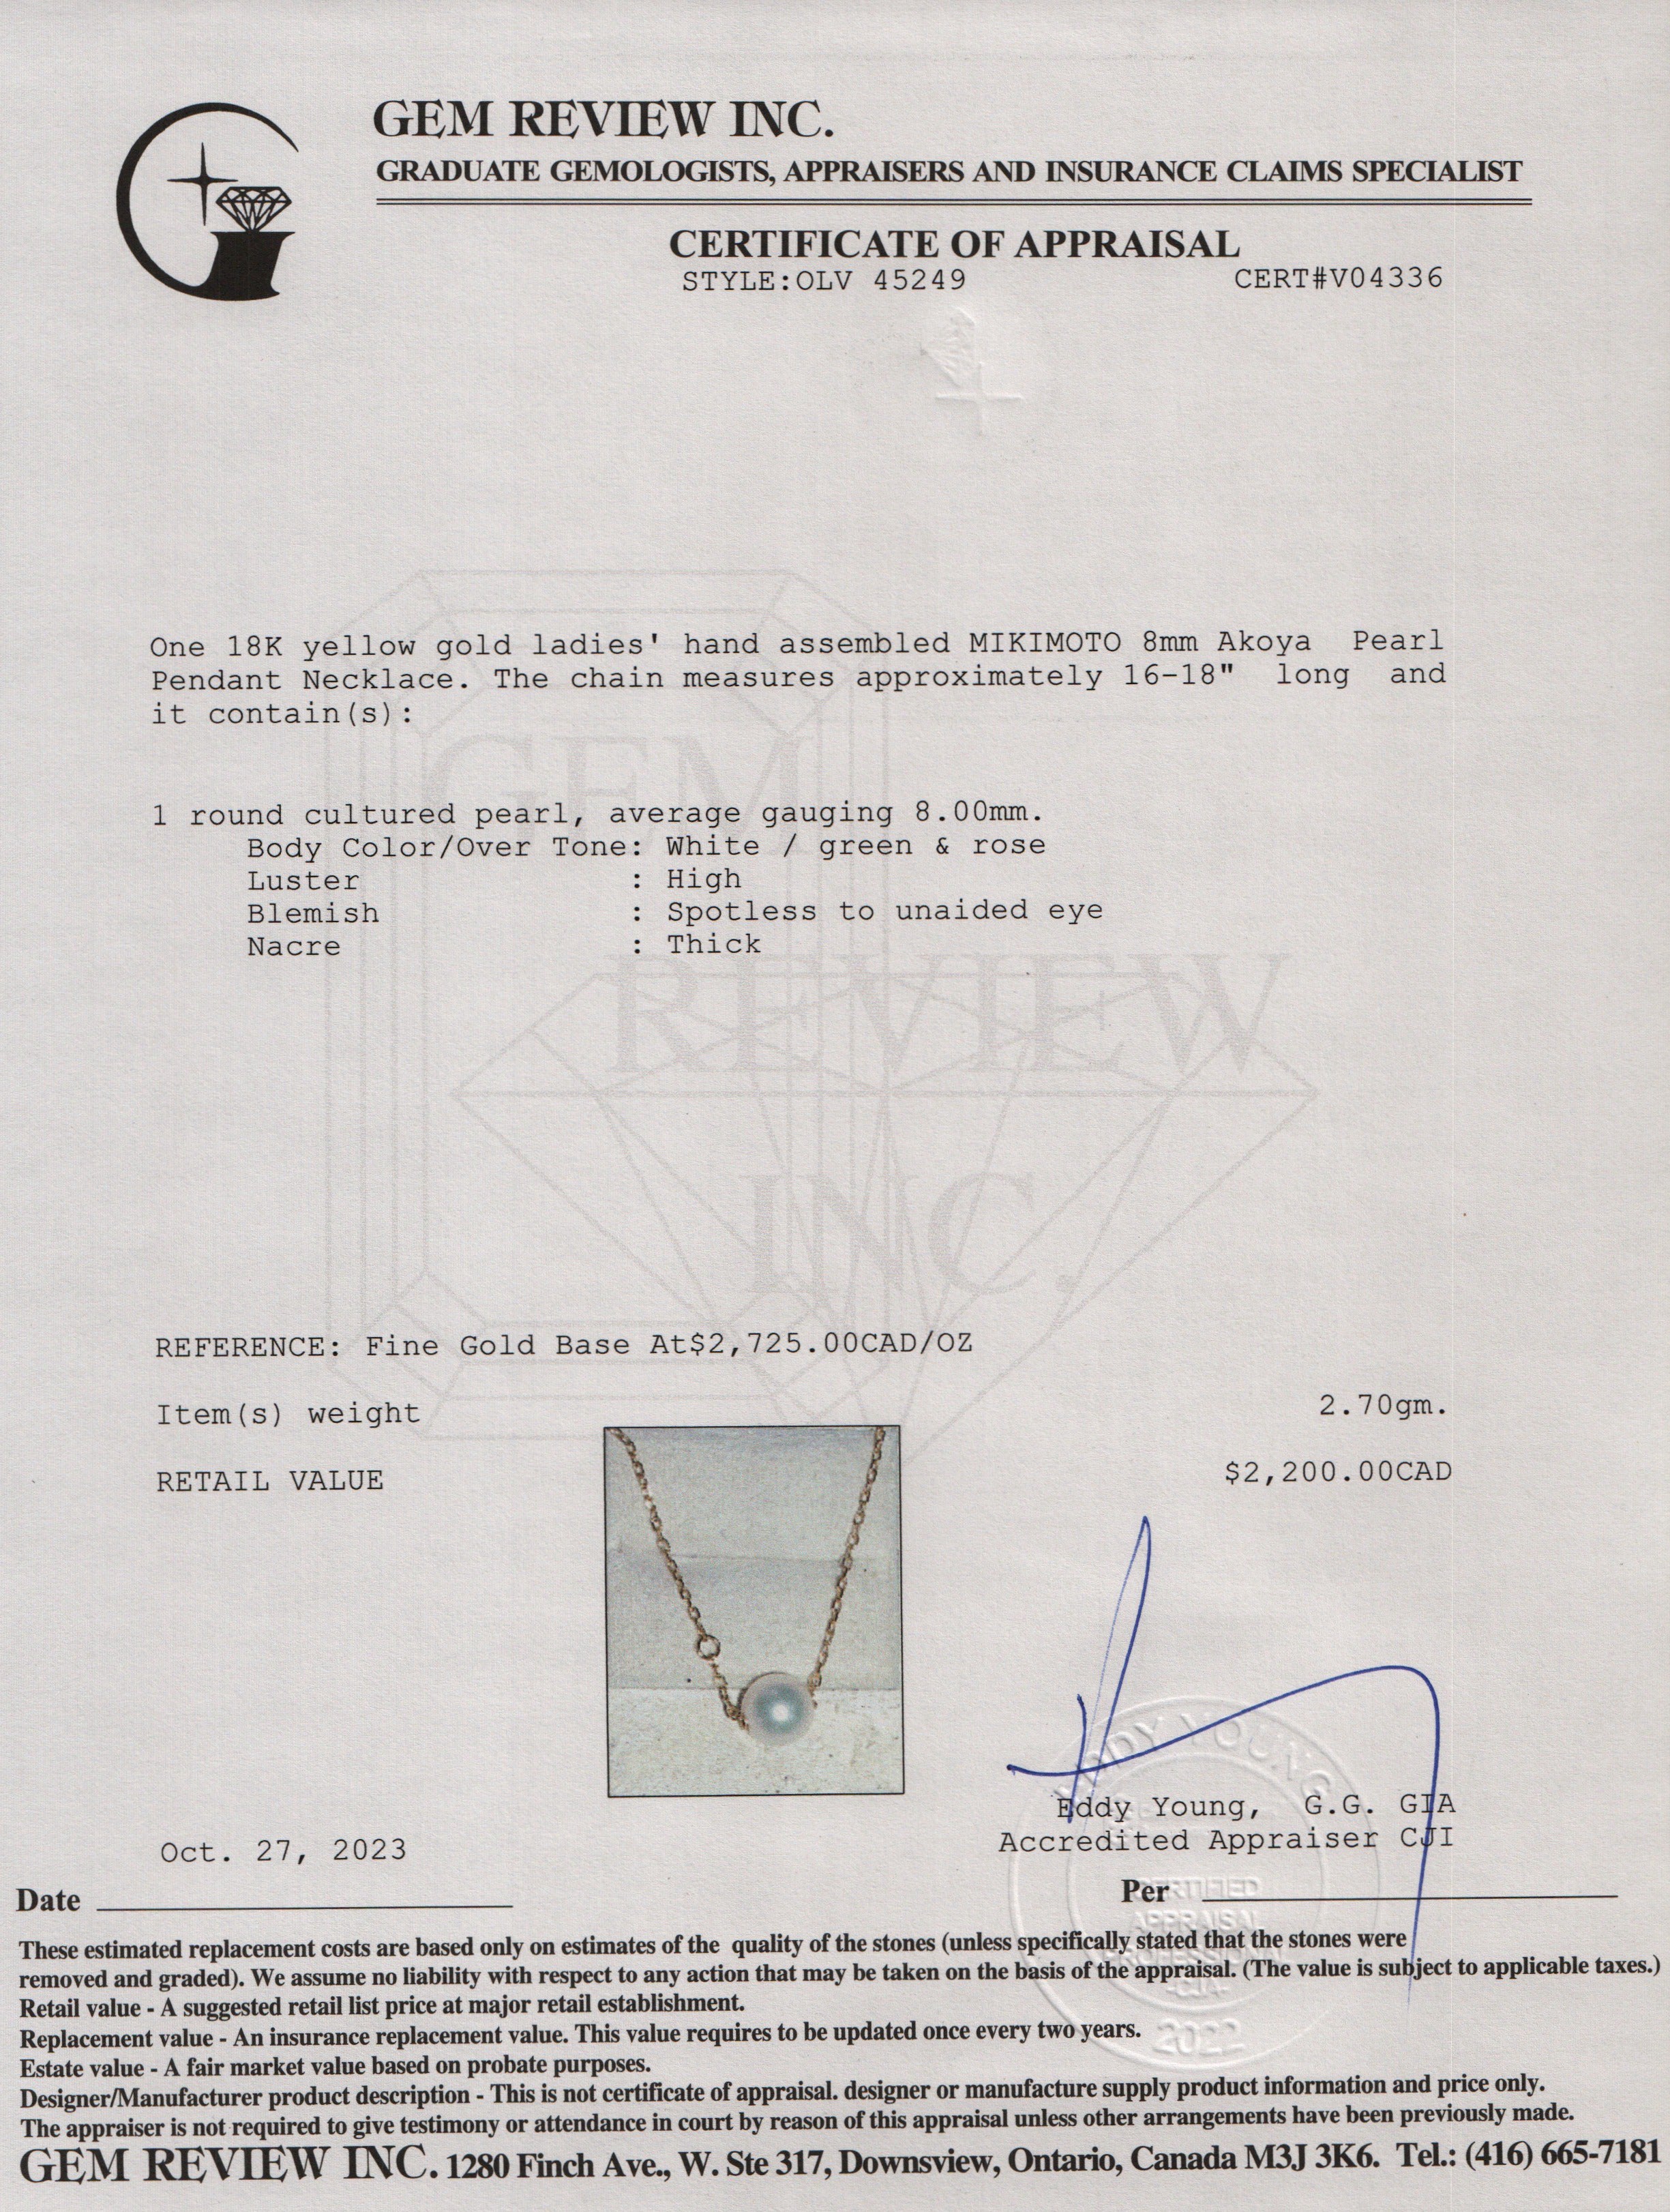 GEM REVIEW INC.
GRADUATE GEMOLOGISTS, APPRAISERS AND INSURANCE CLAIMS SPECIALIST
CERTIFICATE OF APPRAISAL
STYLE:OLV 45249 CERT#V04336
One 18K yellow gold ladies' hand assembled MIKIMOTO 8mm Akoya Pearl
Pendant Necklace. The chain measures approximately 16-18" long and
it contain(s):
GEM
1 round cultured pearl, average gauging 8.00mm.
Body Color/Over Tone: White / green & rose
Luster : High
Blemish : Spotless to unaided eye
Nacre : Thick
REVIEW
INC.
REFERENCE: Fine Gold Base At$2,725.00CAD/OZ
Item(s) weight 2.70gm.
RETAIL VALUE $2,200.00CAD
EDDY YOUNG
Eddy Young, G.G. GIA
Accredited Appraiser CJI
Oct. 27, 2023
Date
Per
CERTIFIED
APPRAISAL
PROFESSIONAL
-CJA-
2022
These estimated replacement costs are based only on estimates of the quality of the stones (unless specifically stated that the stones were
removed and graded). We assume no liability with respect to any action that may be taken on the basis of the appraisal. (The value is subject to applicable taxes.)
Retail value - A suggested retail list price at major retail establishment.
Replacement value - An insurance replacement value. This value requires to be updated once every two years.
Estate value - A fair market value based on probate purposes.
Designer/Manufacturer product description - This is not certificate of appraisal. designer or manufacture supply product information and price only.
The appraiser is not required to give testimony or attendance in court by reason of this appraisal unless other arrangements have been previously made.
GEM REVIEW INC. 1280 Finch Ave., W. Ste 317, Downsview, Ontario, Canada M3J 3K6. Tel.: (416) 665-7181